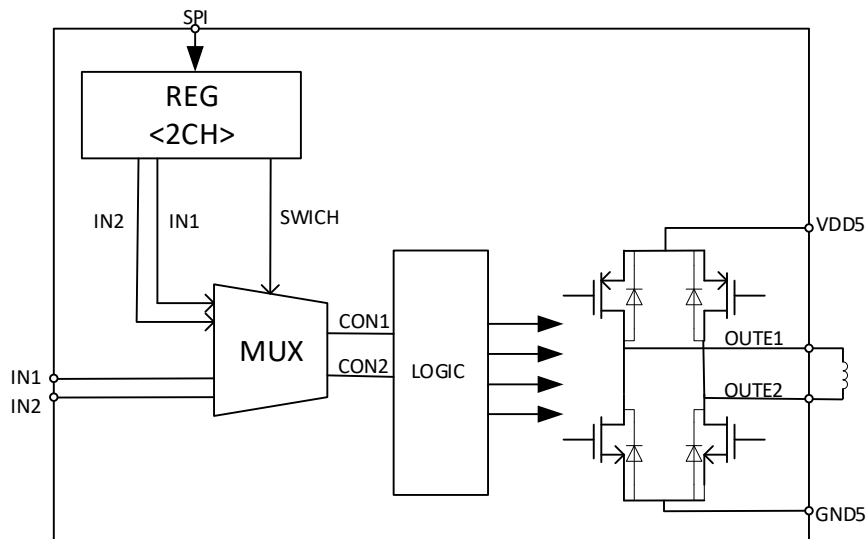 SPI
REG
<2CH>
IN2
IN1
SWICH
VDD5
CON1
MUX
CON2
LOGIC
OUTE1
IN1
IN2
OUTE2
GND5